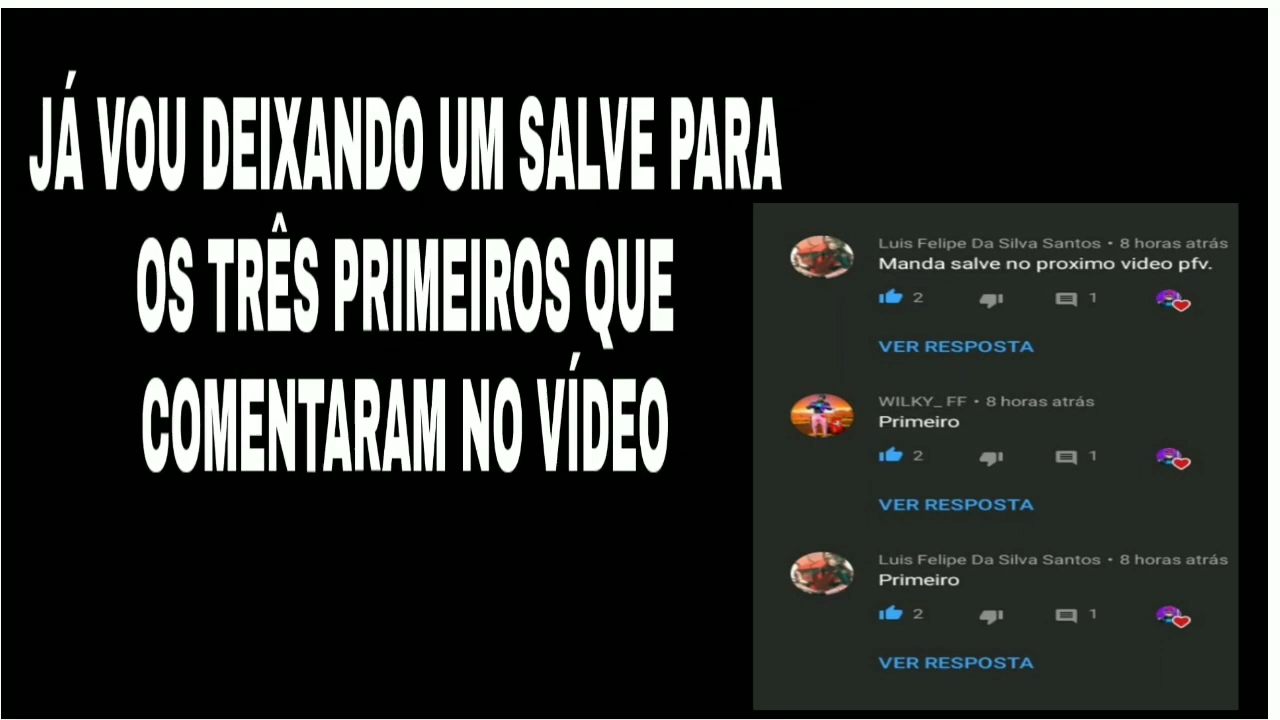 JÁ VOU DEIXANDO UM SALVE PARA
OS TRÊS PRIMEIROS QUE
COMENTARAM NO VÍDEO
Luis Felipe Da Silva Santos • 8 horas atrás
Manda salve no proximo video pfv.
2 1
VER RESPOSTA
WILKY_ FF • 8 horas atrás
Primeiro
2 1
VER RESPOSTA
Luis Felipe Da Silva Santos • 8 horas atrás
Primeiro
2 1
VER RESPOSTA